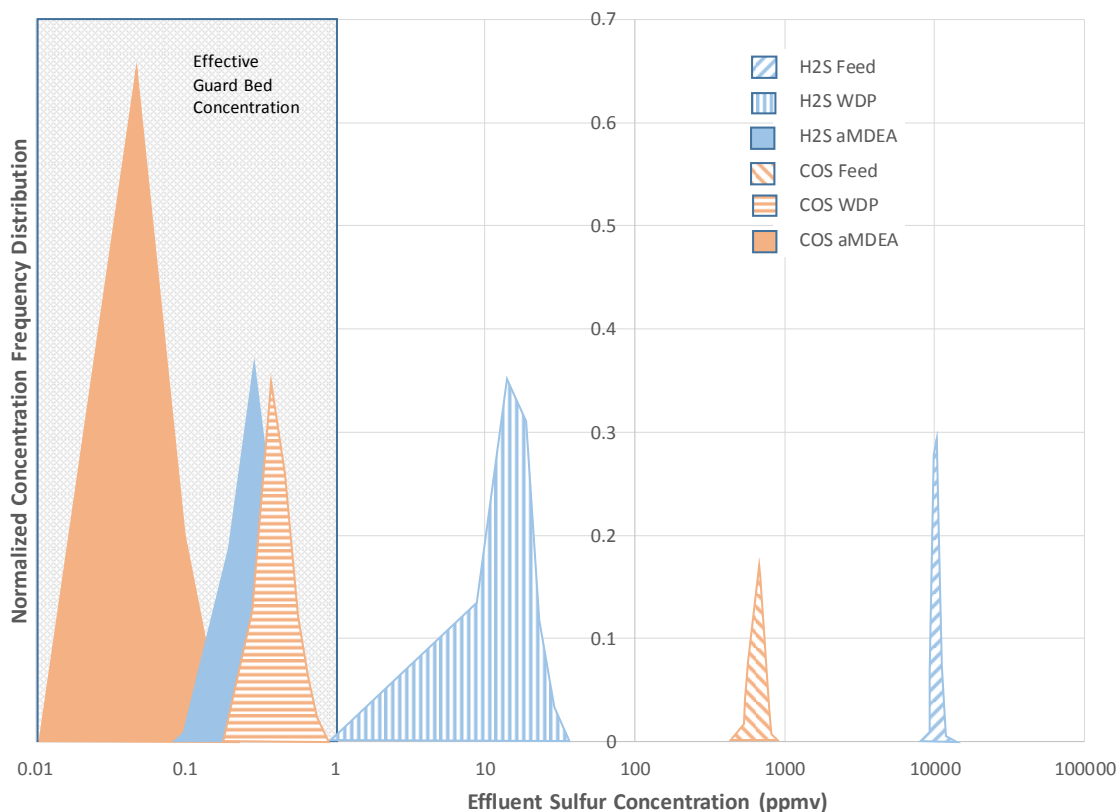 Effective
Guard Bed
Concentration
Normalized Concentration Frequency Distribution
0.7
0.6
0.5
0.4
0.3
0.2
0.1
0
H2S Feed
H2S WDP
H2S aMDEA
COS Feed
COS WDP
COS aMDEA
0.01 0.1 1 10 100 1000 10000 100000
Effluent Sulfur Concentration (ppmv)